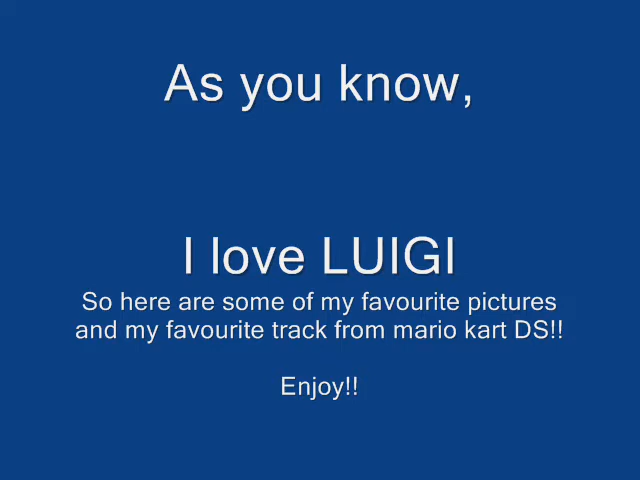 As you know,
I love LUIGI
So here are some of my favourite pictures
and my favourite track from mario kart DS!!
Enjoy!!